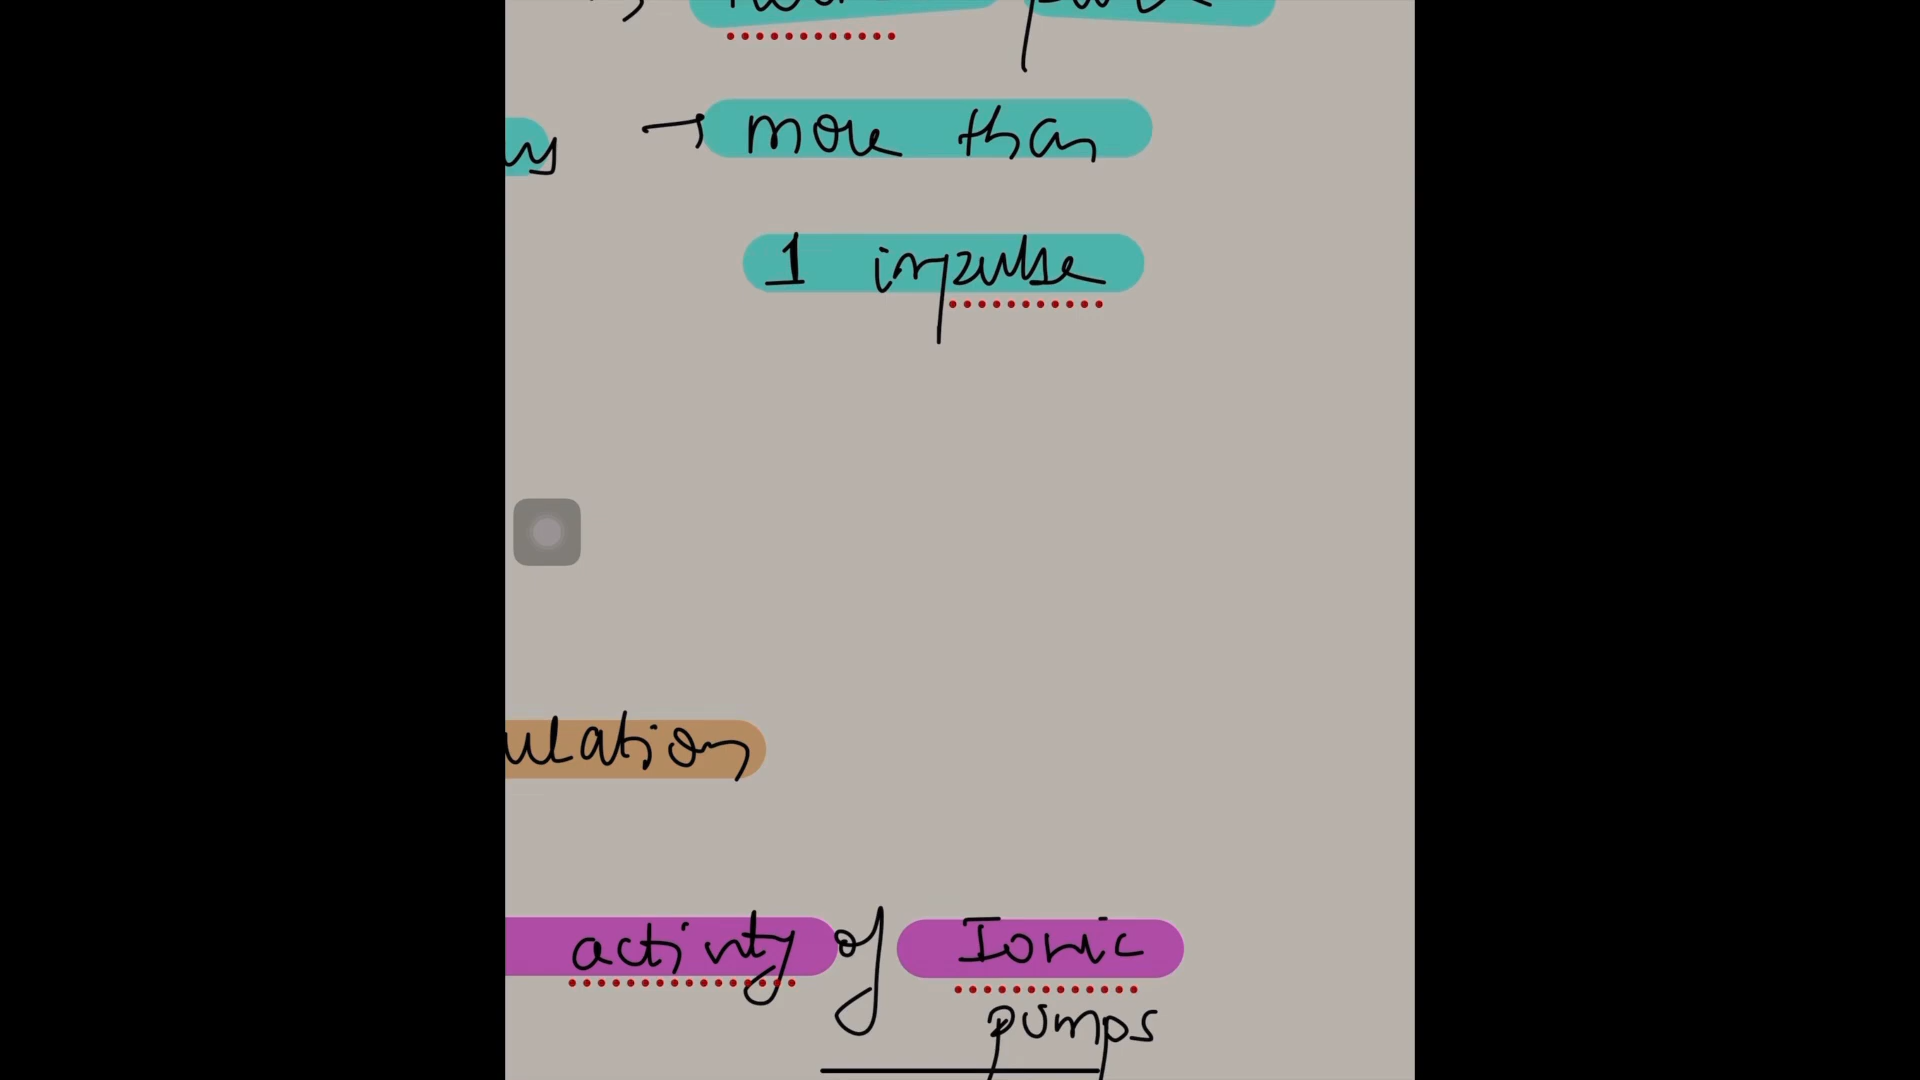 → more than
1 impulse
ulation
activity of Ionic
pumps